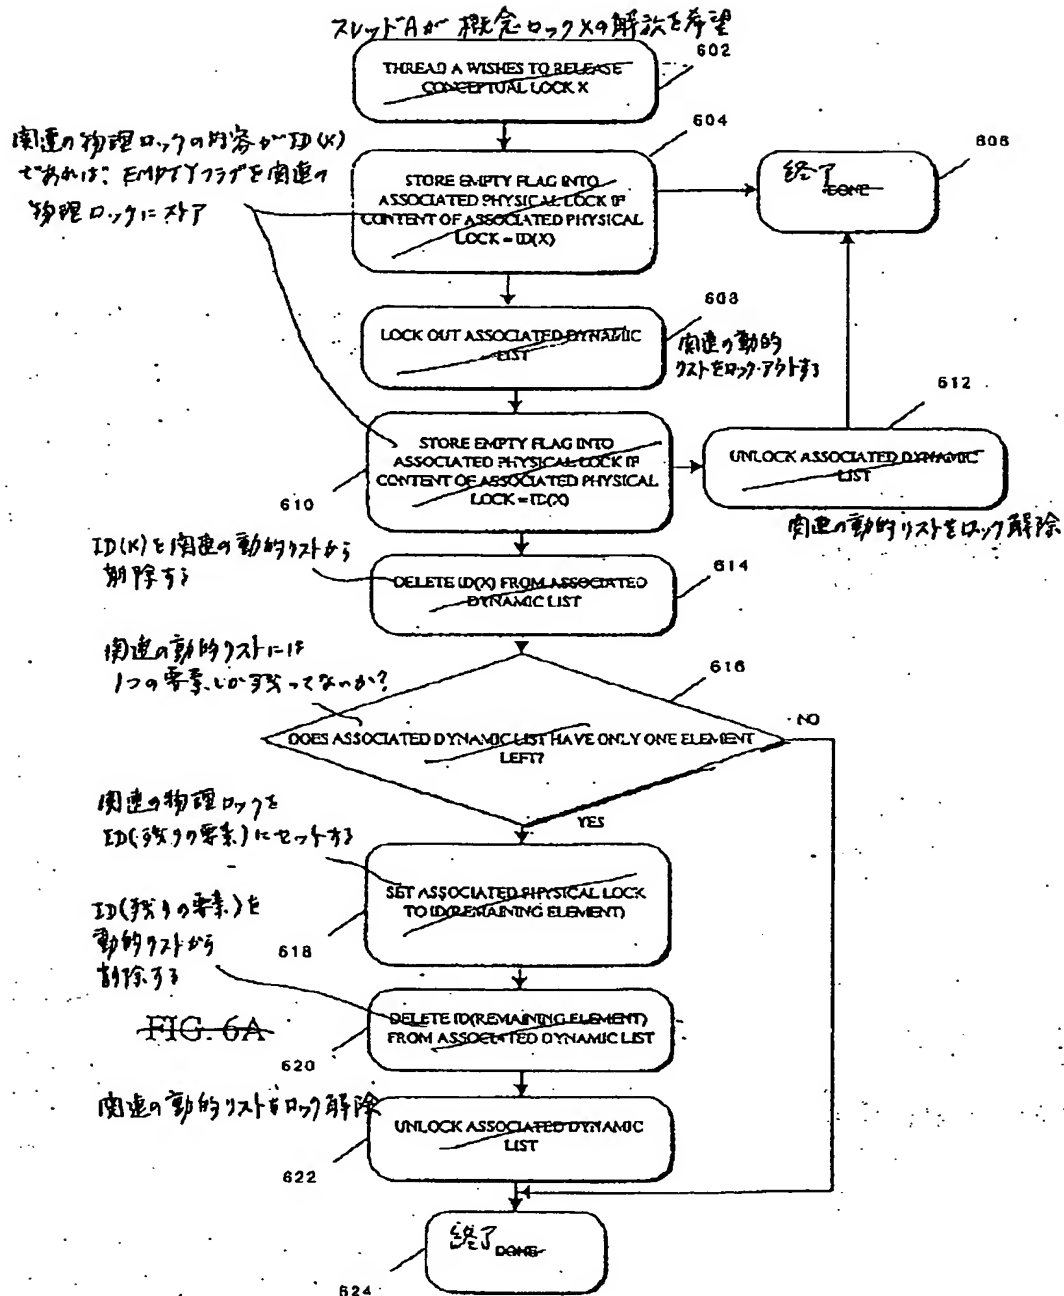 スレッドAが 概念ロックXの解放を希望
602
THREAD A WISHES TO RELEASE
CONCEPTUAL LOCK X
関連の物理ロックの内容がID(X)
であれば、EMPTYフラグを関連の
物理ロックにストア
604
STORE EMPTY FLAG INTO
ASSOCIATED PHYSICAL LOCK IF
CONTENT OF ASSOCIATED PHYSICAL
LOCK = ID(X)
606
終了
DONE
608
LOCK OUT ASSOCIATED DYNAMIC
LIST
関連の動的
リストをロック・アウトする
610
STORE EMPTY FLAG INTO
ASSOCIATED PHYSICAL LOCK IF
CONTENT OF ASSOCIATED PHYSICAL
LOCK = ID(X)
612
UNLOCK ASSOCIATED DYNAMIC
LIST
関連の動的リストをロック解除
ID(X)を関連の動的リストから
削除する
614
DELETE ID(X) FROM ASSOCIATED
DYNAMIC LIST
関連の動的リストには
1つの要素しか残ってないか?
616
DOES ASSOCIATED DYNAMIC LIST HAVE ONLY ONE ELEMENT
LEFT?
NO
YES
関連の物理ロックを
ID(残りの要素)にセットする
618
SET ASSOCIATED PHYSICAL LOCK
TO ID(REMAINING ELEMENT)
ID(残りの要素)を
動的リストから
削除する
620
DELETE ID(REMAINING ELEMENT)
FROM ASSOCIATED DYNAMIC LIST
FIG. 6A
関連の動的リストをロック解除
622
UNLOCK ASSOCIATED DYNAMIC
LIST
終了
DONE
624